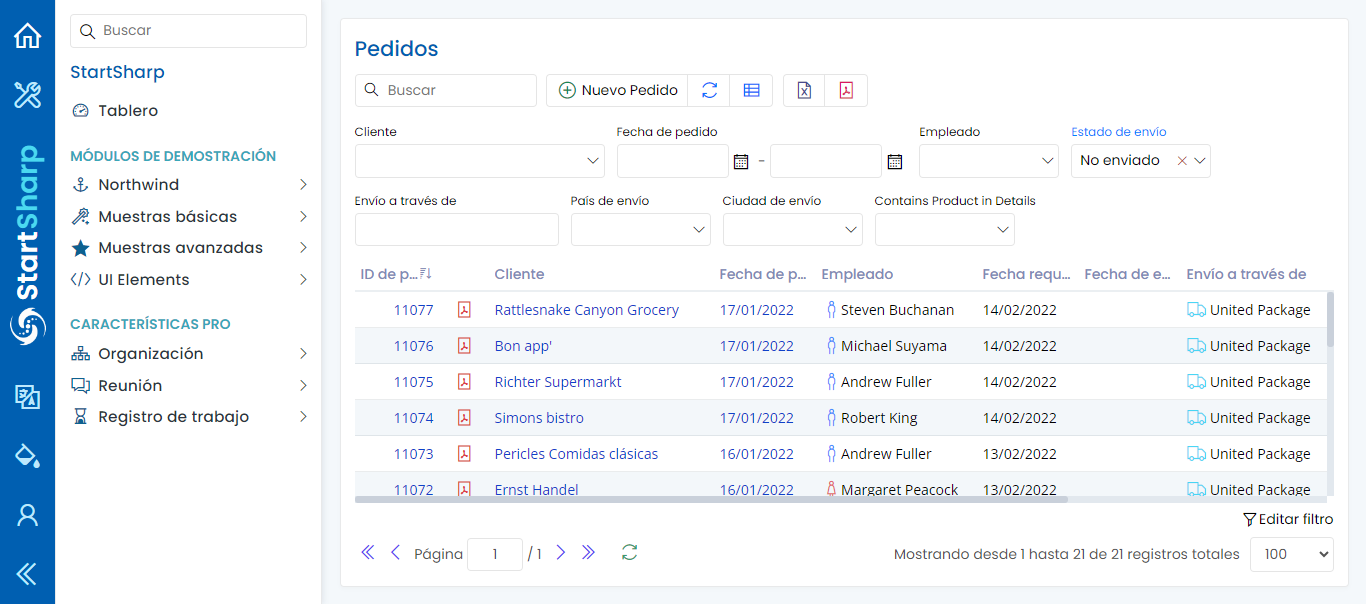 StartSharp
Buscar
StartSharp
Tablero
MÓDULOS DE DEMOSTRACIÓN
Northwind
Muestras básicas
Muestras avanzadas
UI Elements
CARACTERÍSTICAS PRO
Organización
Reunión
Registro de trabajo
Pedidos
Buscar Nuevo Pedido
Cliente Fecha de pedido Empleado Estado de envío
- No enviado
Envío a través de País de envío Ciudad de envío Contains Product in Details
ID de p... Cliente Fecha de p... Empleado Fecha requ... Fecha de e... Envío a través de
11077 Rattlesnake Canyon Grocery 17/01/2022 Steven Buchanan 14/02/2022 United Package
11076 Bon app' 17/01/2022 Michael Suyama 14/02/2022 United Package
11075 Richter Supermarkt 17/01/2022 Andrew Fuller 14/02/2022 United Package
11074 Simons bistro 17/01/2022 Robert King 14/02/2022 United Package
11073 Pericles Comidas clásicas 16/01/2022 Andrew Fuller 13/02/2022 United Package
11072 Ernst Handel 16/01/2022 Margaret Peacock 13/02/2022 United Package
Editar filtro
Página 1 / 1 Mostrando desde 1 hasta 21 de 21 registros totales 100